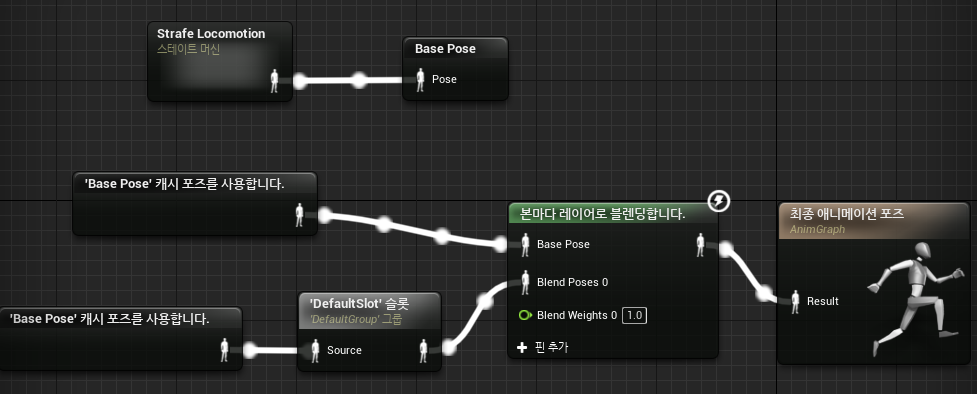 Strafe Locomotion
스테이트 머신
Base Pose
Pose
'Base Pose' 캐시 포즈를 사용합니다.
본마다 레이어로 블렌딩합니다.
Base Pose
Blend Poses 0
Blend Weights 0 1.0
핀 추가
최종 애니메이션 포즈
AnimGraph
Result
'Base Pose' 캐시 포즈를 사용합니다.
'DefaultSlot' 슬롯
'DefaultGroup' 그룹
Source